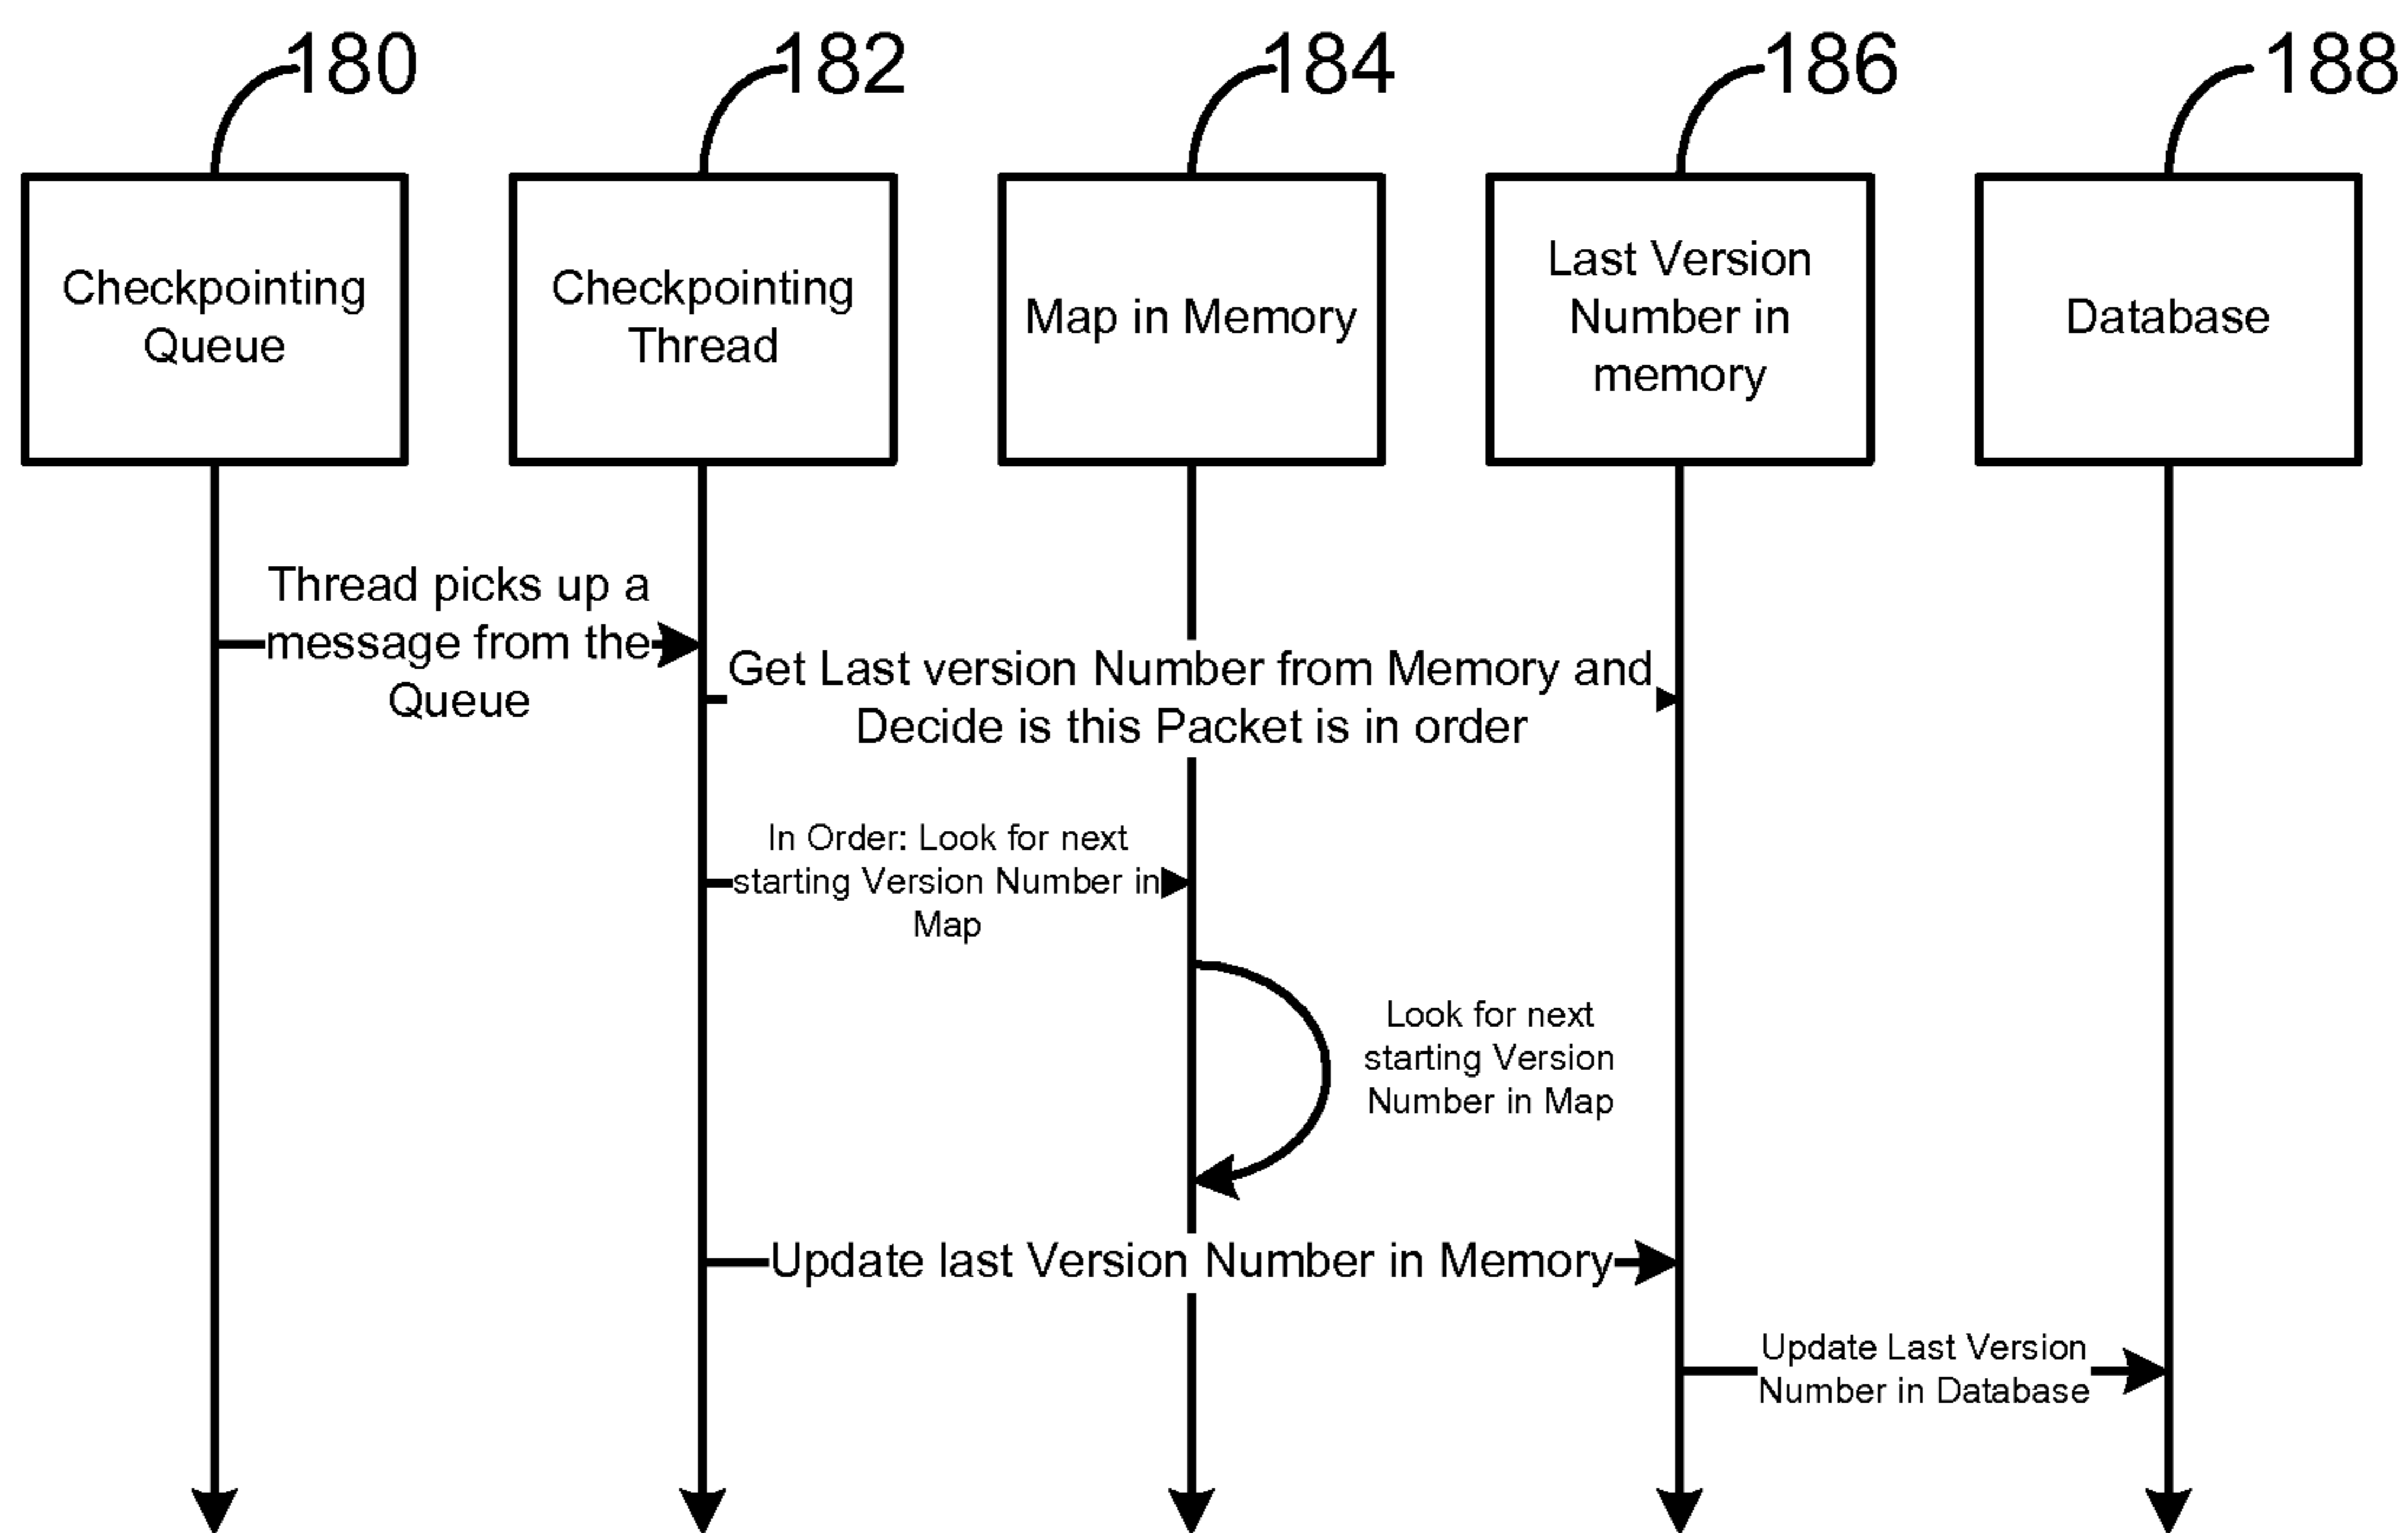 180
182
184
186
188
Checkpointing
Queue
Checkpointing
Thread
Map in Memory
Last Version
Number in
memory
Database
Thread picks up a
message from the
Queue
Get Last version Number from Memory and
Decide is this Packet is in order
In Order: Look for next
starting Version Number in
Map
Look for next
starting Version
Number in Map
Update last Version Number in Memory
Update Last Version
Number in Database